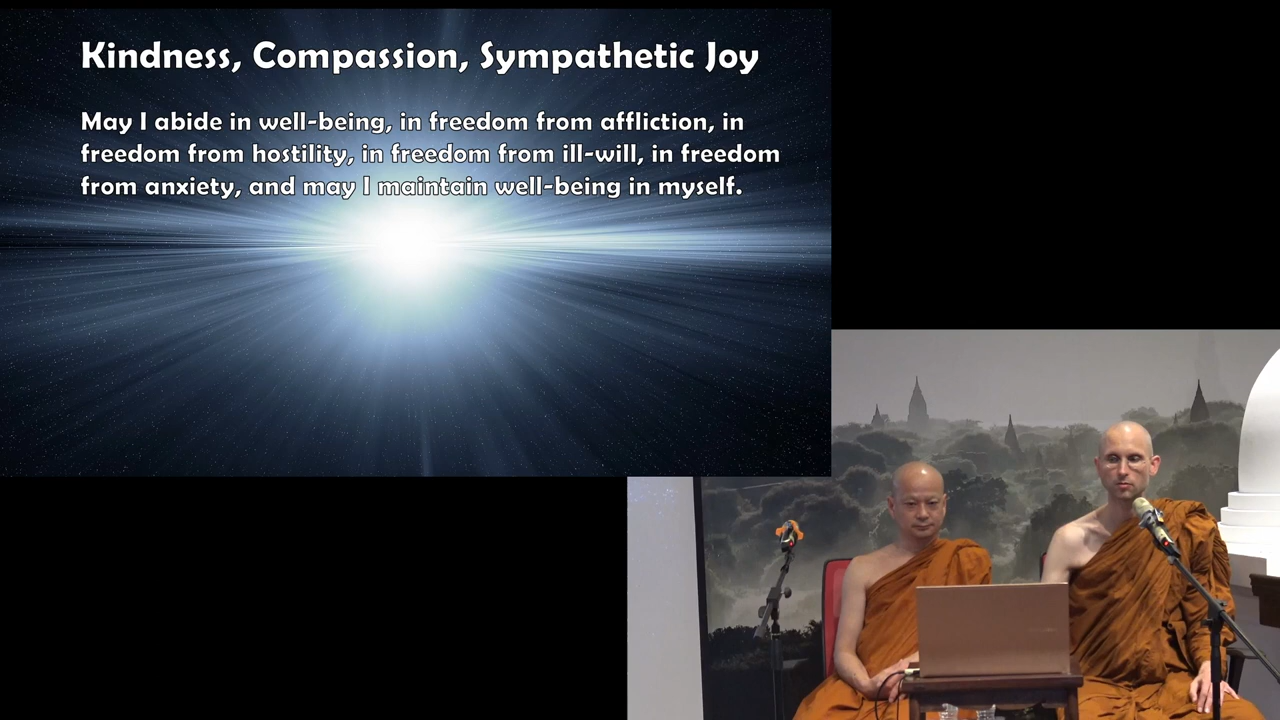 Kindness, Compassion, Sympathetic Joy
May I abide in well-being, in freedom from affliction, in
freedom from hostility, in freedom from ill-will, in freedom
from anxiety, and may I maintain well-being in myself.